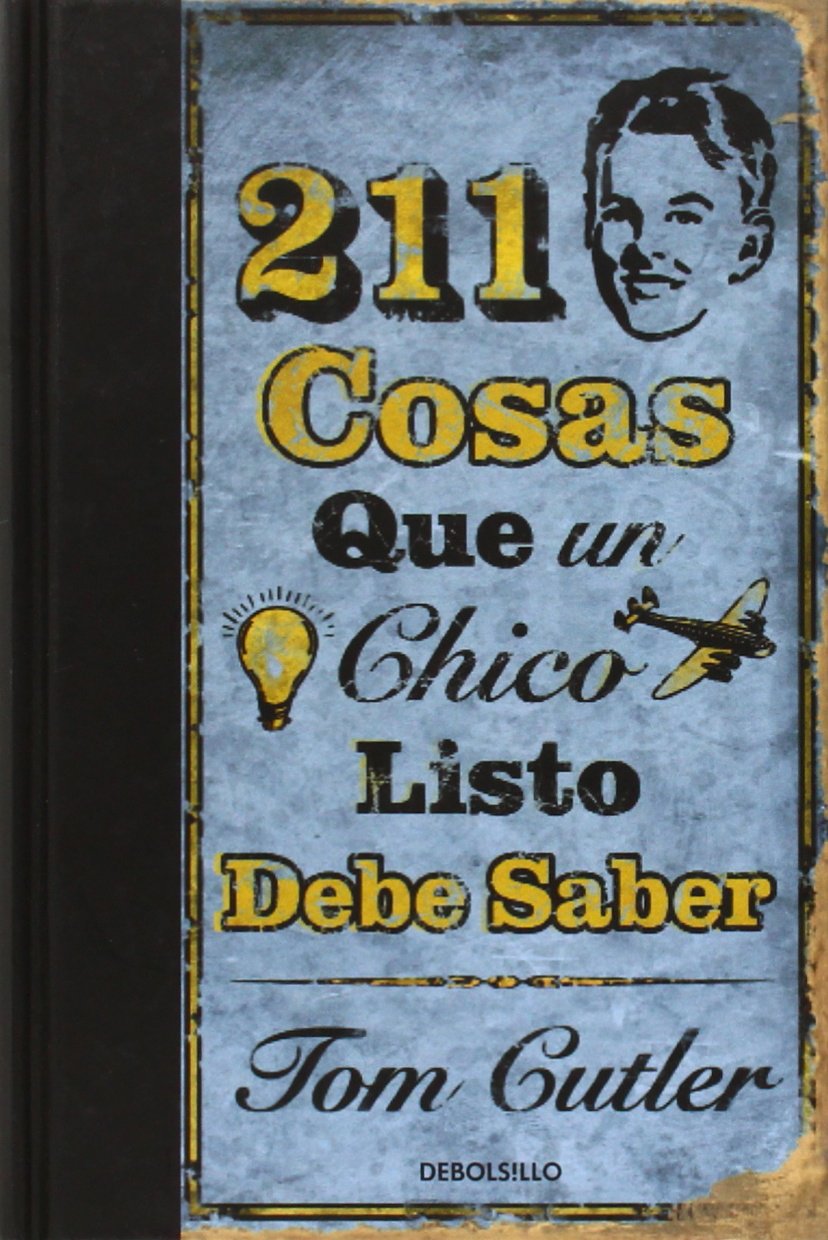 211
Cosas
Que un
Chico
Listo
Debe Saber
Tom Cutler
DEBOLS!LLO